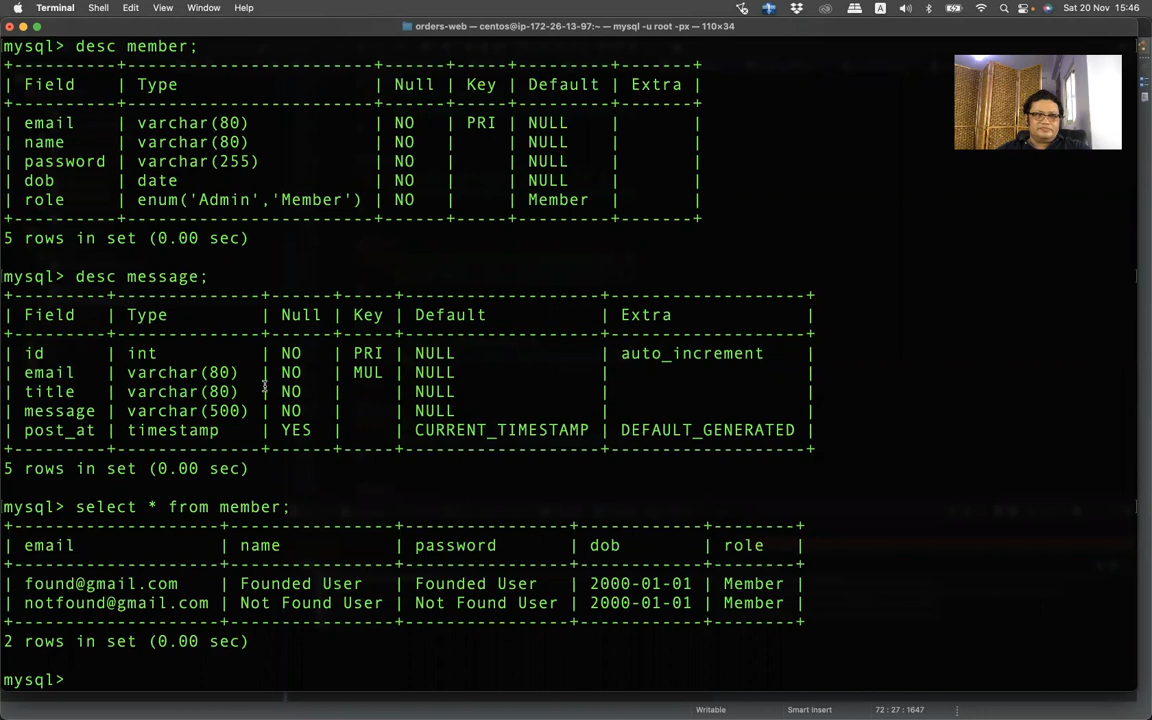 Terminal Shell Edit View Window Help A Sat 20 Nov 15:46
orders-web — centos@ip-172-26-13-97:~ — mysql -u root -px — 110×34
mysql> desc member;
+----------+------------------------+------+-----+---------+-------+
| Field    | Type                   | Null | Key | Default | Extra |
+----------+------------------------+------+-----+---------+-------+
| email    | varchar(80)            | NO   | PRI | NULL    |       |
| name     | varchar(80)            | NO   |     | NULL    |       |
| password | varchar(255)           | NO   |     | NULL    |       |
| dob      | date                   | NO   |     | NULL    |       |
| role     | enum('Admin','Member') | NO   |     | Member  |       |
+----------+------------------------+------+-----+---------+-------+
5 rows in set (0.00 sec)
mysql> desc message;
+---------+--------------+------+-----+-------------------+-------------------+
| Field   | Type         | Null | Key | Default           | Extra             |
+---------+--------------+------+-----+-------------------+-------------------+
| id      | int          | NO   | PRI | NULL              | auto_increment    |
| email   | varchar(80)  | NO   | MUL | NULL              |                   |
| title   | varchar(80)  | NO   |     | NULL              |                   |
| message | varchar(500) | NO   |     | NULL              |                   |
| post_at | timestamp    | YES  |     | CURRENT_TIMESTAMP | DEFAULT_GENERATED |
+---------+--------------+------+-----+-------------------+-------------------+
5 rows in set (0.00 sec)
mysql> select * from member;
+--------------------+----------------+----------------+------------+--------+
| email              | name           | password       | dob        | role   |
+--------------------+----------------+----------------+------------+--------+
| found@gmail.com    | Founded User   | Founded User   | 2000-01-01 | Member |
| notfound@gmail.com | Not Found User | Not Found User | 2000-01-01 | Member |
+--------------------+----------------+----------------+------------+--------+
2 rows in set (0.00 sec)
mysql>
Writable Smart Insert 72 : 27 : 1647